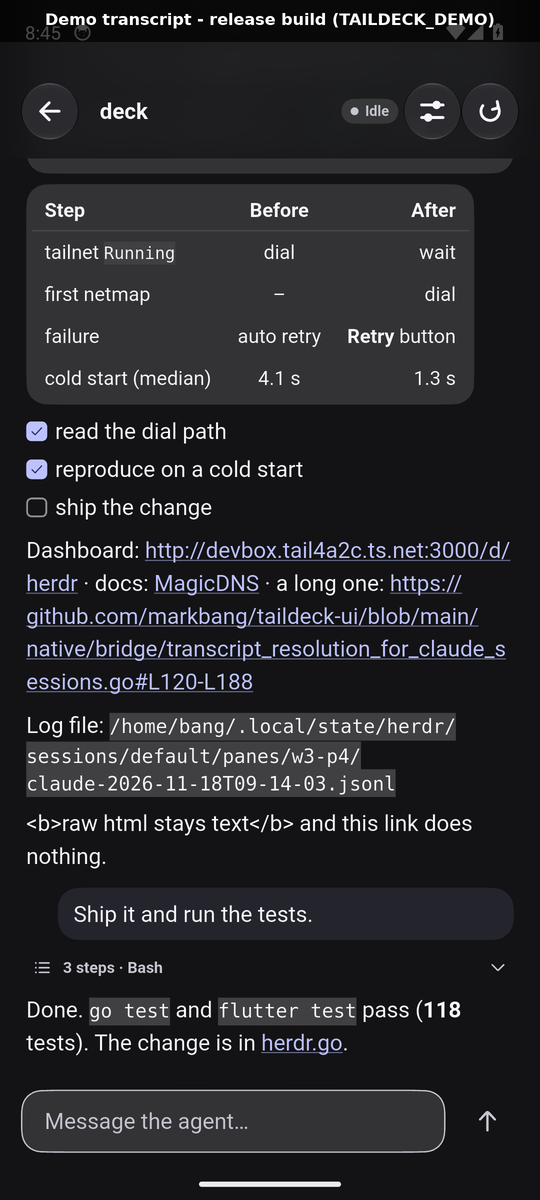 Demo transcript - release build (TAILDECK_DEMO)
8:45
deck
Idle
Step Before After
tailnet Running dial wait
first netmap – dial
failure auto retry Retry button
cold start (median) 4.1 s 1.3 s
read the dial path
reproduce on a cold start
ship the change
Dashboard: http://devbox.tail4a2c.ts.net:3000/d/
herdr · docs: MagicDNS · a long one: https://
github.com/markbang/taildeck-ui/blob/main/
native/bridge/transcript_resolution_for_claude_s
essions.go#L120-L188
Log file: /home/bang/.local/state/herdr/
sessions/default/panes/w3-p4/
claude-2026-11-18T09-14-03.jsonl
<b>raw html stays text</b> and this link does
nothing.
Ship it and run the tests.
3 steps · Bash
Done. go test and flutter test pass (118
tests). The change is in herdr.go.
Message the agent…